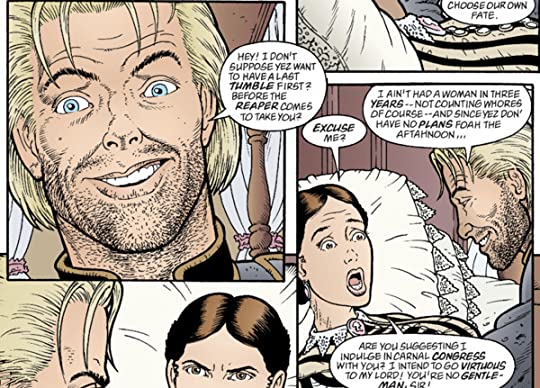 CHOOSE OUR OWN
FATE.
HEY! I DON'T
SUPPOSE YEZ WANT
TO HAVE A LAST
TUMBLE FIRST?
BEFORE THE
REAPER COMES
TO TAKE YOU?
I AIN'T HAD A WOMAN IN THREE
YEARS--NOT COUNTING WHORES
OF COURSE--AND SINCE YEZ DON'
HAVE NO PLANS FOAH THE
AFTAHNOON...
EXCUSE
ME?
ARE YOU SUGGESTING I
INDULGE IN CARNAL CONGRESS
WITH YOU? I INTEND TO GO VIRTUOUS
TO MY LORD! YOU'RE NO GENTLE-
MAN, SIR!